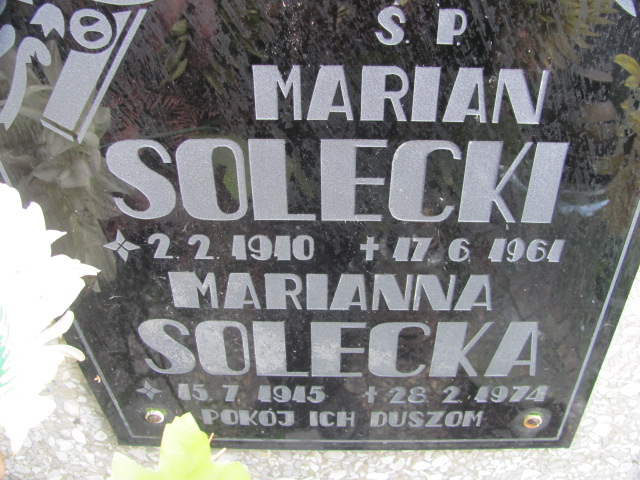 Ś. P.
MARIAN
SOLECKI
2. 2. 1910 + 17. 6. 1961
MARIANNA
SOLECKA
15. 7. 1915 + 28. 2. 1974
POKÓJ ICH DUSZOM